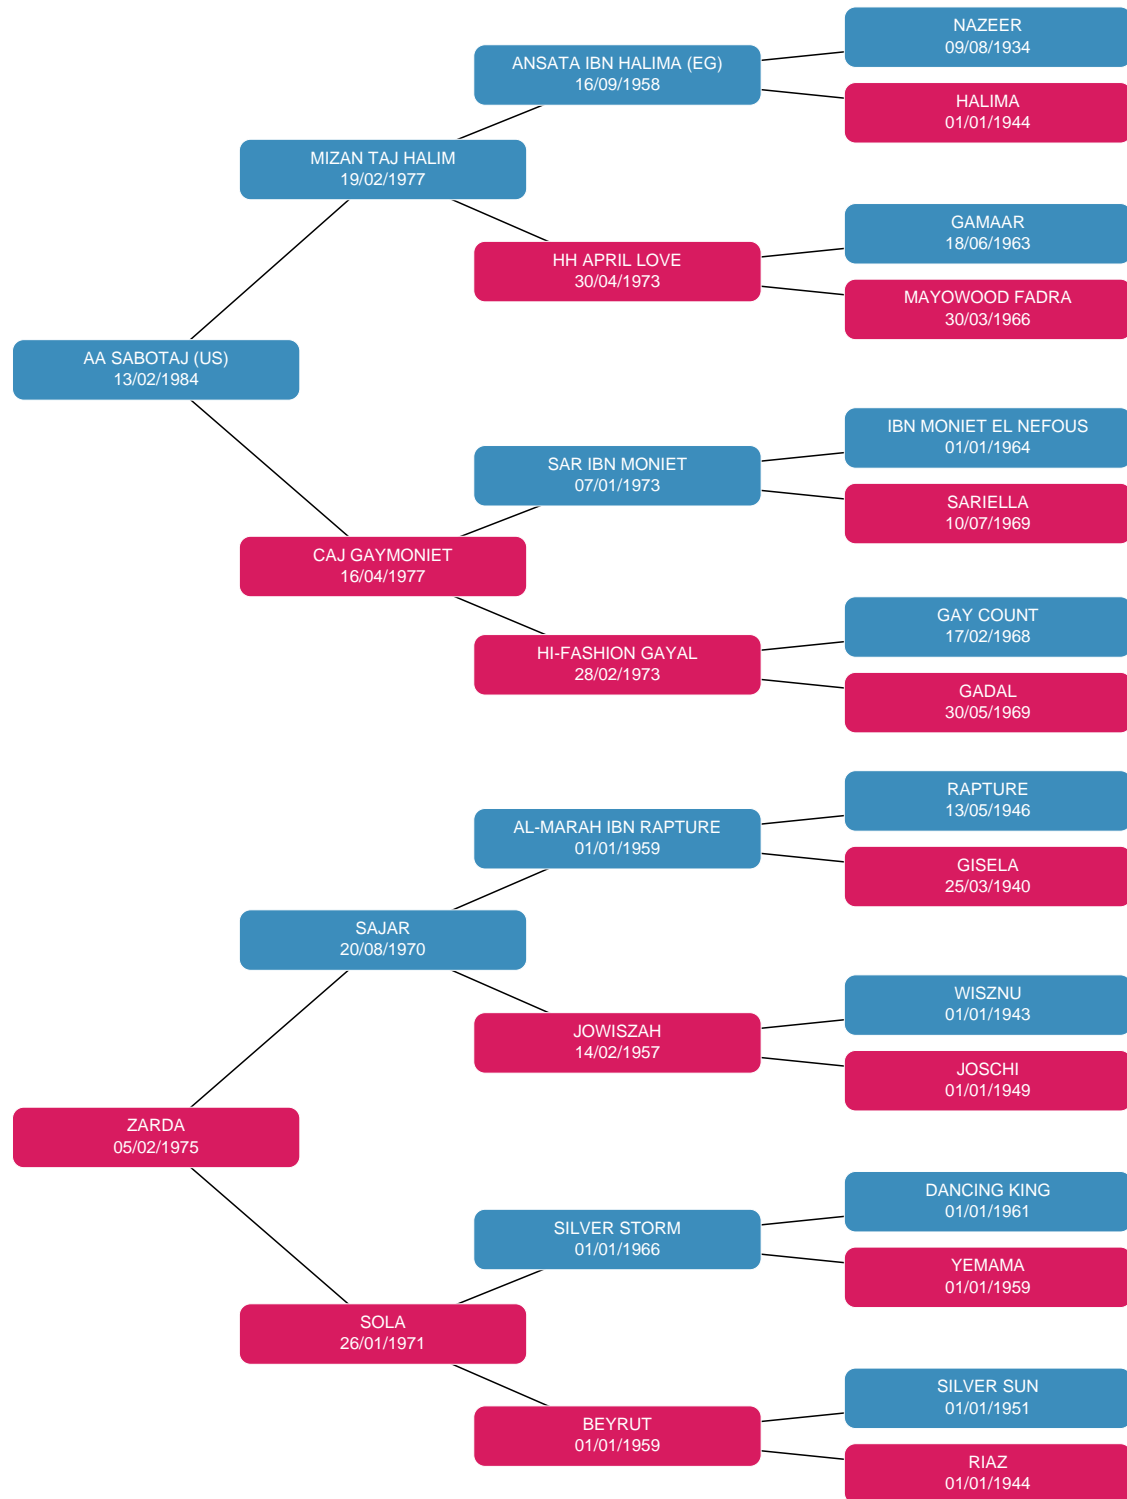 NAZEER
09/08/1934
ANSATA IBN HALIMA (EG)
16/09/1958
HALIMA
01/01/1944
MIZAN TAJ HALIM
19/02/1977
GAMAAR
18/06/1963
HH APRIL LOVE
30/04/1973
MAYOWOOD FADRA
30/03/1966
AA SABOTAJ (US)
13/02/1984
IBN MONIET EL NEFOUS
01/01/1964
SAR IBN MONIET
07/01/1973
SARIELLA
10/07/1969
CAJ GAYMONIET
16/04/1977
GAY COUNT
17/02/1968
HI-FASHION GAYAL
28/02/1973
GADAL
30/05/1969
RAPTURE
13/05/1946
AL-MARAH IBN RAPTURE
01/01/1959
GISELA
25/03/1940
SAJAR
20/08/1970
WISZNU
01/01/1943
JOWISZAH
14/02/1957
JOSCHI
01/01/1949
ZARDA
05/02/1975
DANCING KING
01/01/1961
SILVER STORM
01/01/1966
YEMAMA
01/01/1959
SOLA
26/01/1971
SILVER SUN
01/01/1951
BEYRUT
01/01/1959
RIAZ
01/01/1944